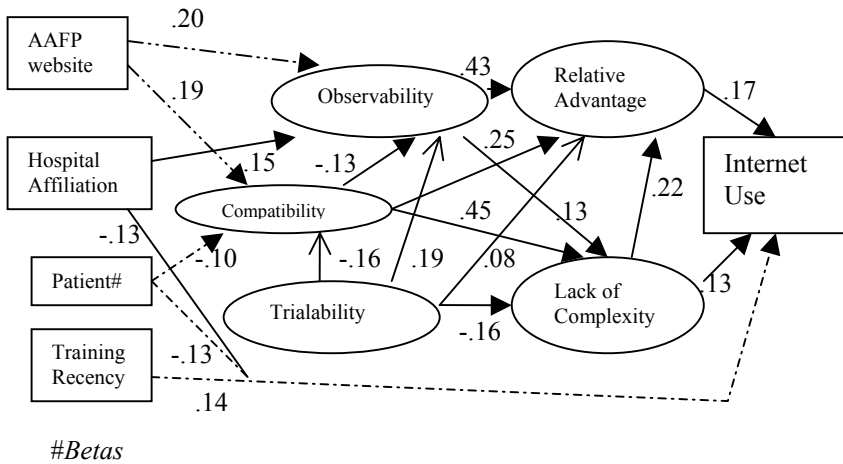 .20
AAFP
website
.19
Observability
.43
Relative
Advantage
.17
Hospital
Affiliation
.15
-.13
.25
Internet
Use
Compatibility
.45
.13
.22
-.13
-.10
-.16
.19
.08
Patient#
Trialability
Lack of
Complexity
.13
-.16
-.13
Training
Recency
.14
#Betas